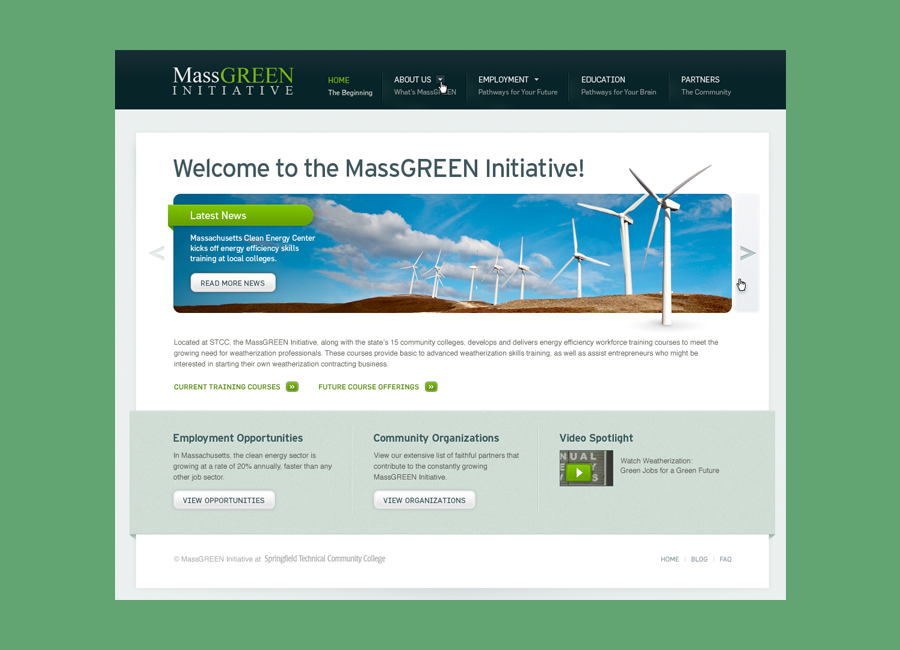 MassGREEN
INITIATIVE
HOME
The Beginning
ABOUT US
What's MassGREEN
EMPLOYMENT
Pathways for Your Future
EDUCATION
Pathways for Your Brain
PARTNERS
The Community
Welcome to the MassGREEN Initiative!
Latest News
Massachusetts Clean Energy Center
kicks off energy efficiency skills
training at local colleges.
READ MORE NEWS
Located at STCC, the MassGREEN Initiative, along with the state's 15 community colleges, develops and delivers energy efficiency workforce training courses to meet the
growing need for weatherization professionals. These courses provide basic to advanced weatherization skills training, as well as assist entrepreneurs who might be
interested in starting their own weatherization contracting business.
CURRENT TRAINING COURSES »
FUTURE COURSE OFFERINGS »
Employment Opportunities
In Massachusetts, the clean energy sector is
growing at a rate of 20% annually, faster than any
other job sector.
VIEW OPPORTUNITIES
Community Organizations
View our extensive list of faithful partners that
contribute to the constantly growing
MassGREEN Initiative.
VIEW ORGANIZATIONS
Video Spotlight
Watch Weatherization:
Green Jobs for a Green Future
© MassGREEN Initiative at Springfield Technical Community College
HOME | BLOG | FAQ